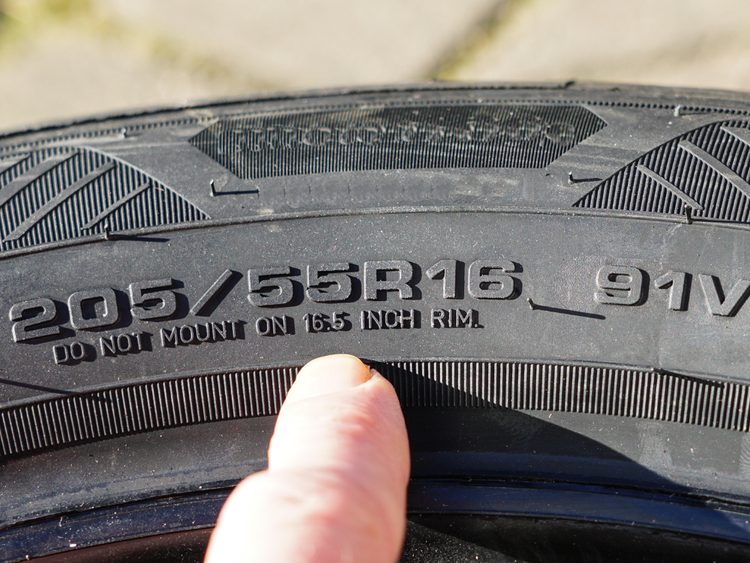 205/55R16 91V
DO NOT MOUNT ON 16.5 INCH RIM.